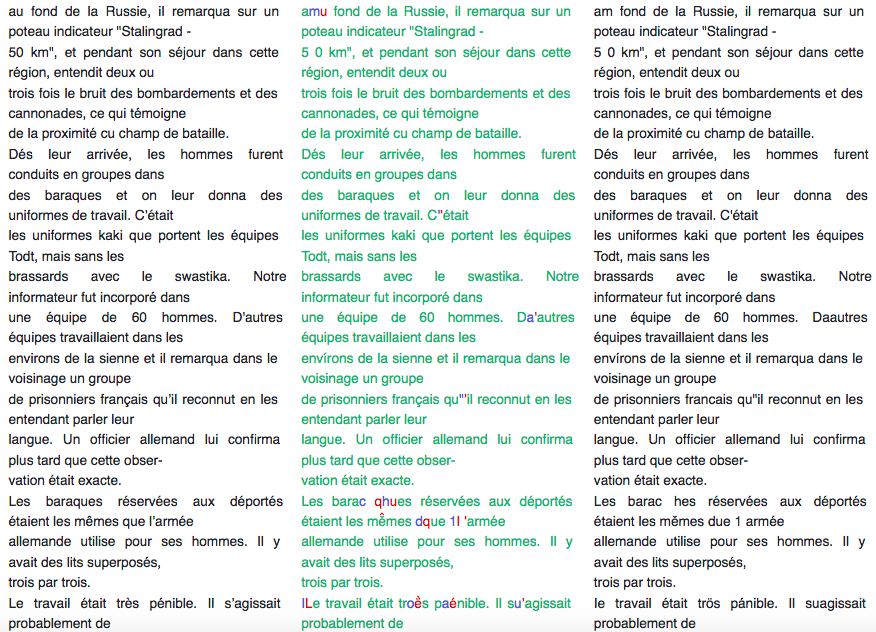 au fond de la Russie, il remarqua sur un
poteau indicateur "Stalingrad -
50 km", et pendant son séjour dans cette
région, entendit deux ou
trois fois le bruit des bombardements et des
cannonades, ce qui témoigne
de la proximité cu champ de bataille.
Dés leur arrivée, les hommes furent
conduits en groupes dans
des baraques et on leur donna des
uniformes de travail. C'était
les uniformes kaki que portent les équipes
Todt, mais sans les
brassards avec le swastika. Notre
informateur fut incorporé dans
une équipe de 60 hommes. D'autres
équipes travaillaient dans les
environs de la sienne et il remarqua dans le
voisinage un groupe
de prisonniers français qu'il reconnut en les
entendant parler leur
langue. Un officier allemand lui confirma
plus tard que cette obser-
vation était exacte.
Les baraques réservées aux déportés
étaient les mêmes que l'armée
allemande utilise pour ses hommes. Il y
avait des lits superposés,
trois par trois.
Le travail était très pénible. Il s'agissait
probablement de
amu fond de la Russie, il remarqua sur un
poteau indicateur "Stalingrad -
5 0 km", et pendant son séjour dans cette
région, entendit deux ou
trois fois le bruit des bombardements et des
cannonades, ce qui témoigne
de la proximité cu champ de bataille.
Dés leur arrivée, les hommes furent
conduits en groupes dans
des baraques et on leur donna des
uniformes de travail. C"était
les uniformes kaki que portent les équipes
Todt, mais sans les
brassards avec le swastika. Notre
informateur fut incorporé dans
une équipe de 60 hommes. Da'autres
équipes travaillaient dans les
envírons de la sienne et il remarqua dans le
voisinage un groupe
de prisonniers français qu"'il reconnut en les
entendant parler leur
langue. Un officier allemand lui confirma
plus tard que cette obser-
vation était exacte.
Les barac qhues réservées aux déportés
étaient les mê̌mes dque 1l 'armée
allemande utilise pour ses hommes. Il y
avait des lits superposés,
trois par trois.
lLe travail était troë̀s paénible. Il su'agissait
probablement de
am fond de la Russie, il remarqua sur un
poteau indicateur "Stalingrad -
5 0 km", et pendant son séjour dans cette
région, entendit deux ou
trois fois le bruit des bombardements et des
cannonades, ce qui témoigne
de la proximité cu champ de bataille.
Dés leur arrivée, les hommes furent
conduits en groupes dans
des baraques et on leur donna des
uniformes de travail. C'était
les uniformes kaki que portent les équipes
Todt, mais sans les
brassards avec le swastika. Notre
informateur fut incorporé dans
une équipe de 60 hommes. Daautres
équipes travaillaient dans les
envírons de la sienne et il remarqua dans le
voisinage un groupe
de prisonniers francais qu"il reconnut en les
entendant parler leur
langue. Un officier allemand lui confirma
plus tard que cette obser-
vation était exacte.
Les barac hes réservées aux déportés
étaient les měmes due 1 armée
allemande utilise pour ses hommes. Il y
avait des lits superposés,
trois par trois.
le travail était trös pánible. Il suagissait
probablement de